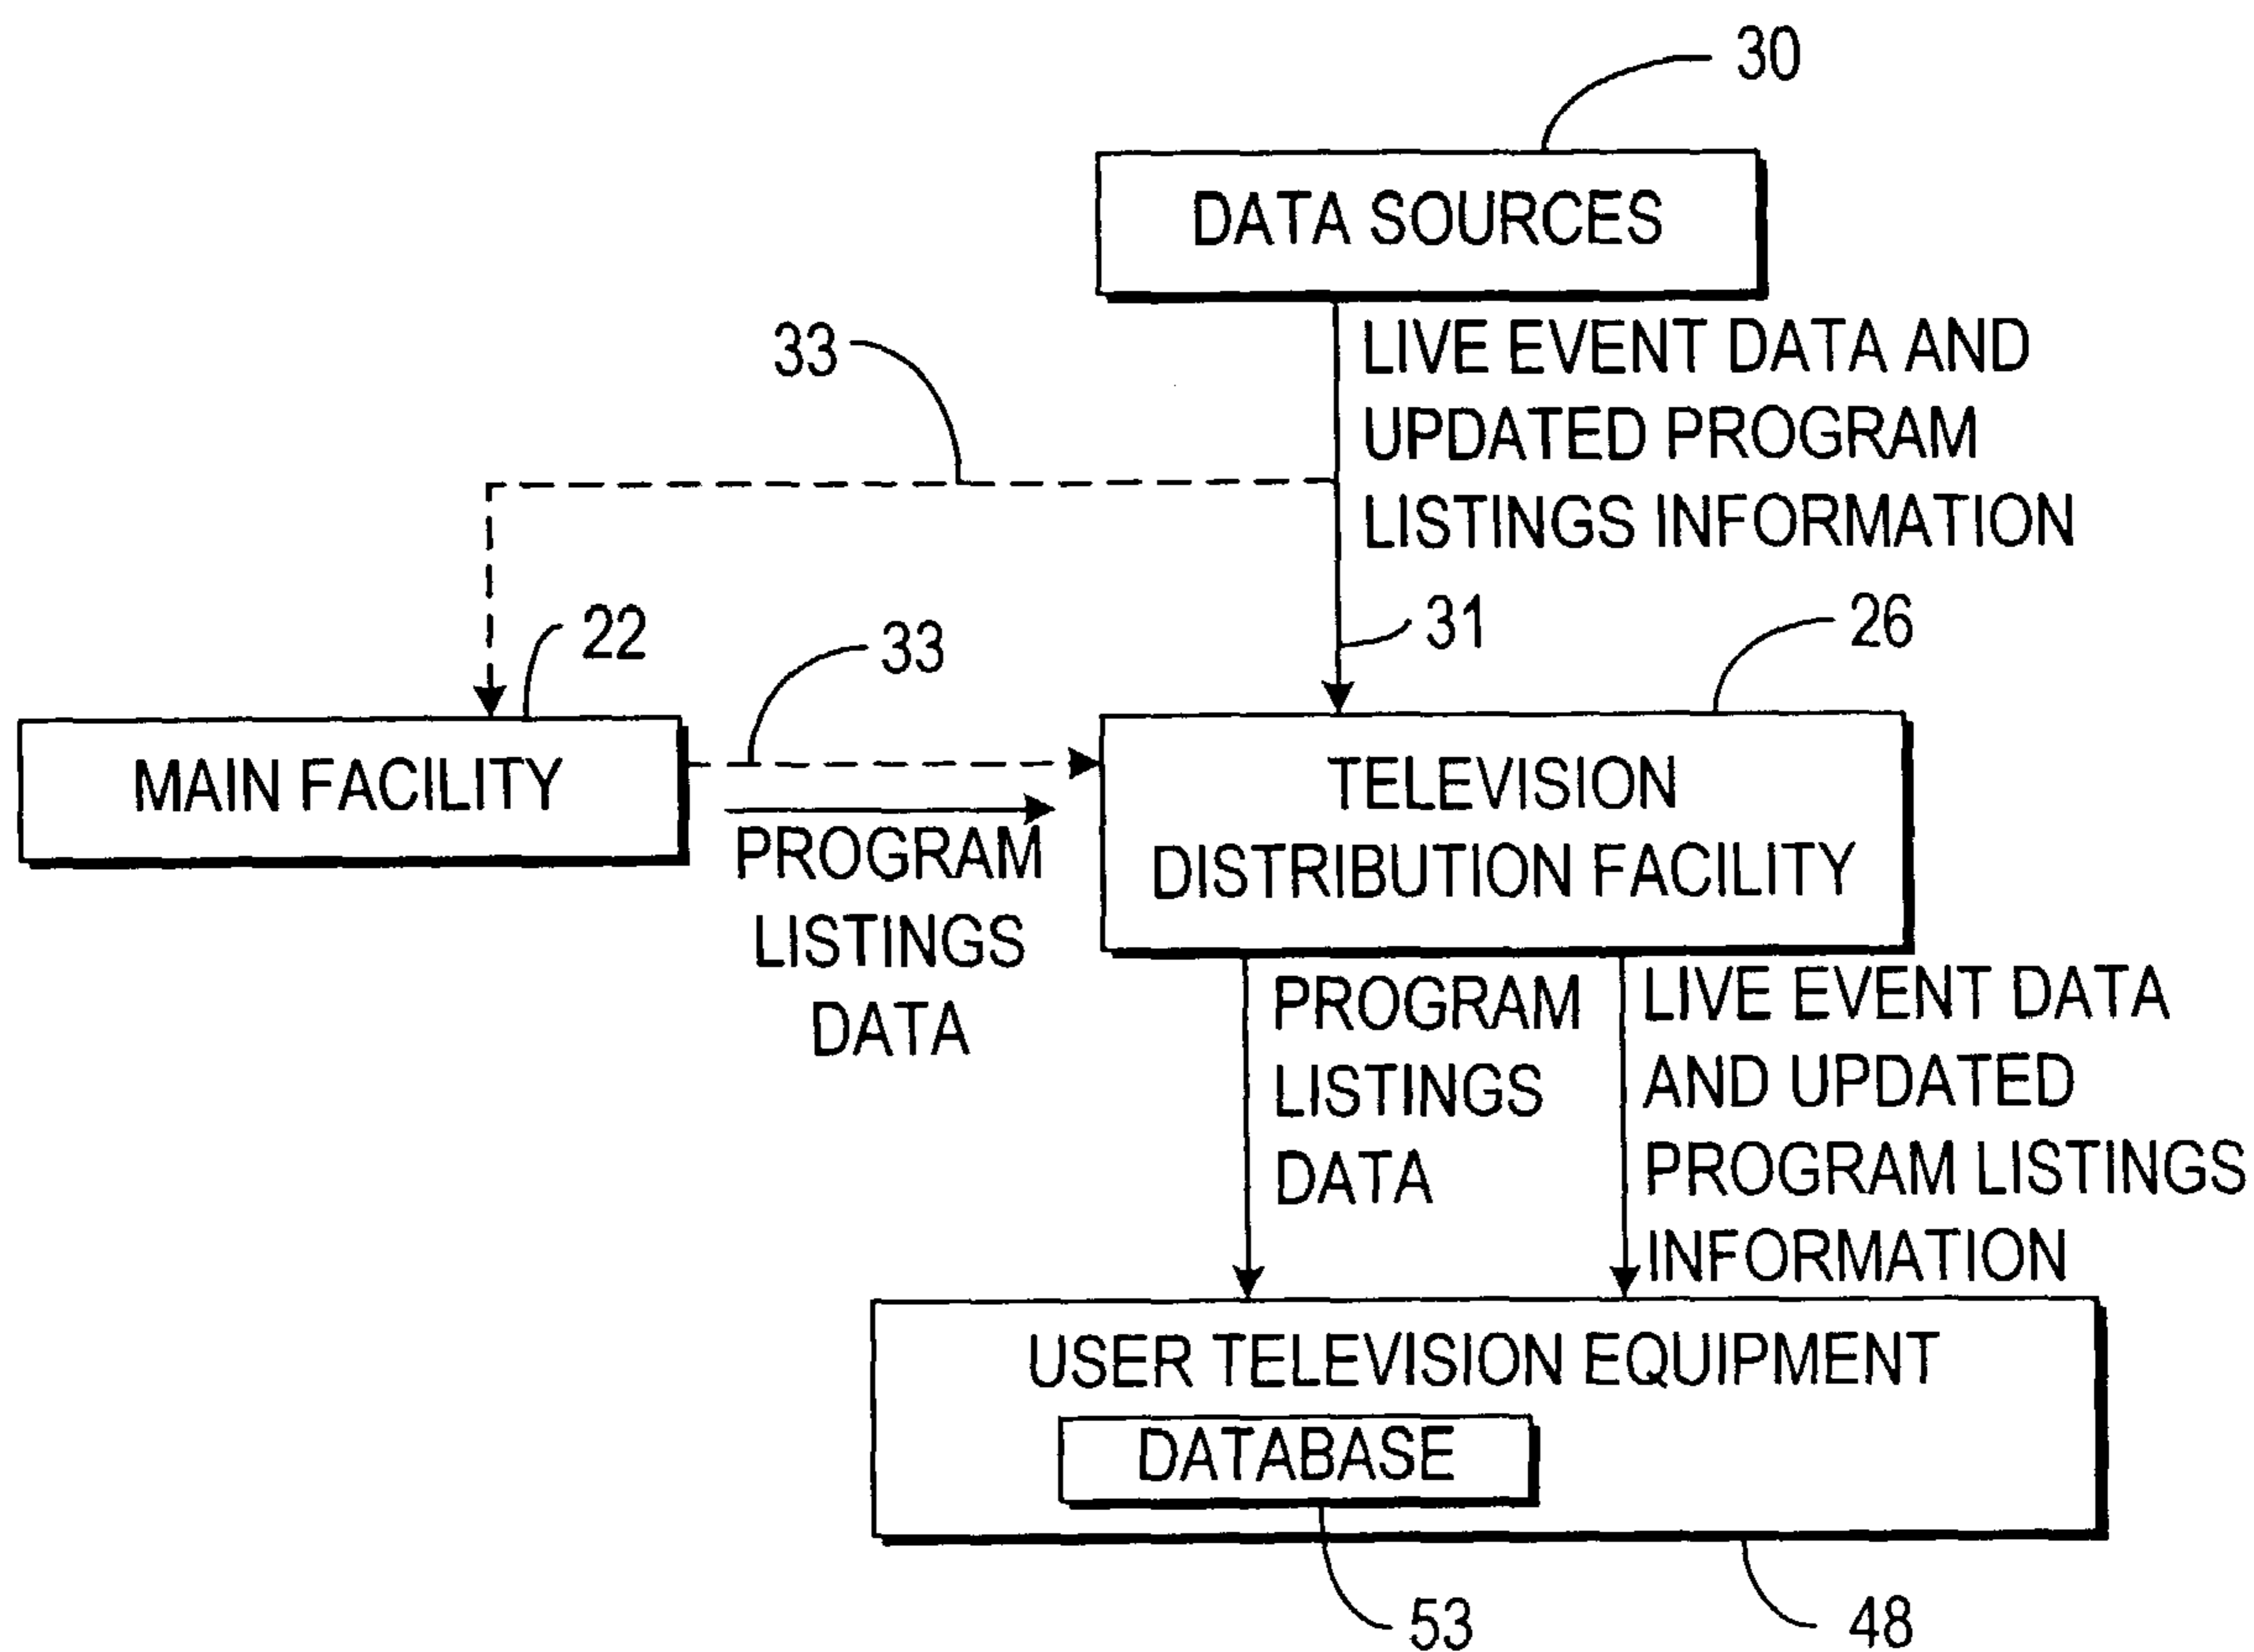 30
DATA SOURCES
33
LIVE EVENT DATA AND
UPDATED PROGRAM
LISTINGS INFORMATION
22
33
31
26
MAIN FACILITY
PROGRAM
LISTINGS
DATA
TELEVISION
DISTRIBUTION FACILITY
PROGRAM
LISTINGS
DATA
LIVE EVENT DATA
AND UPDATED
PROGRAM LISTINGS
INFORMATION
USER TELEVISION EQUIPMENT
DATABASE
53
48